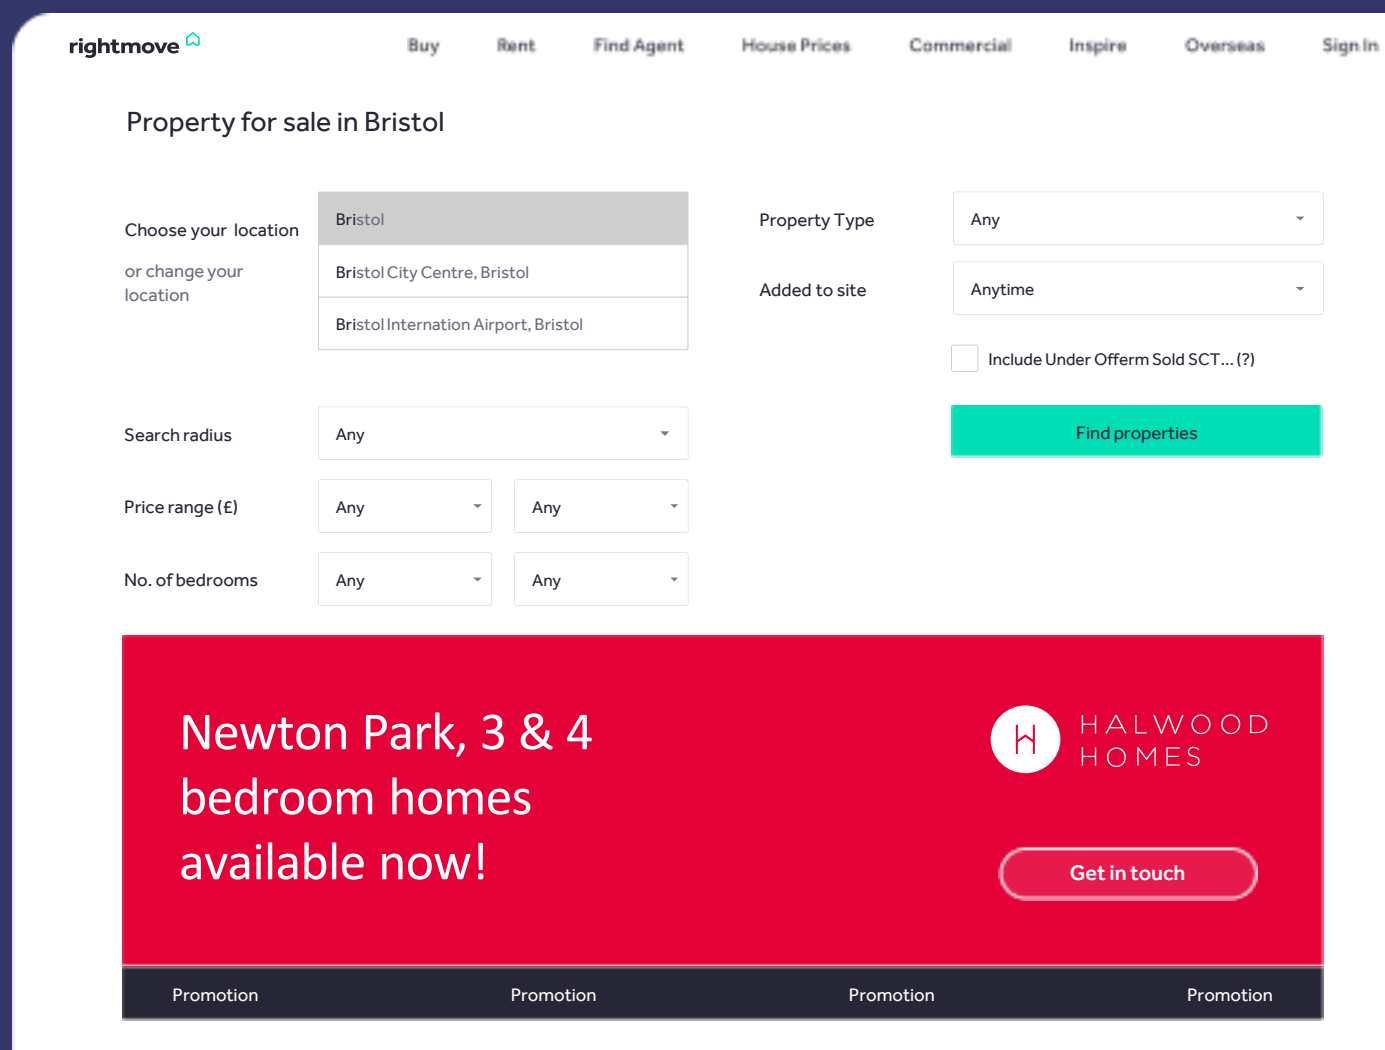 rightmove
Buy Rent Find Agent House Prices Commercial Inspire Overseas Sign In
Property for sale in Bristol
Choose your location
or change your
location
Bristol
Bristol City Centre, Bristol
Bristol Internation Airport, Bristol
Search radius
Any
Price range (£)
Any Any
No. of bedrooms
Any Any
Property Type
Any
Added to site
Anytime
Include Under Offerm Sold SCT... (?)
Find properties
Newton Park, 3 & 4
bedroom homes
available now!
H HALWOOD
HOMES
Get in touch
Promotion Promotion Promotion Promotion